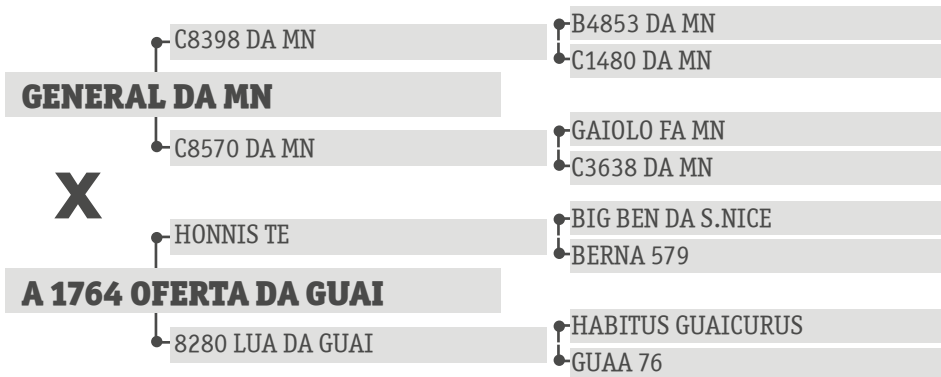 B4853 DA MN
C8398 DA MN
C1480 DA MN
GENERAL DA MN
GAIOLO FA MN
C8570 DA MN
C3638 DA MN
X
BIG BEN DA S.NICE
HONNIS TE
BERNA 579
A 1764 OFERTA DA GUAI
HABITUS GUAICURUS
8280 LUA DA GUAI
GUAA 76